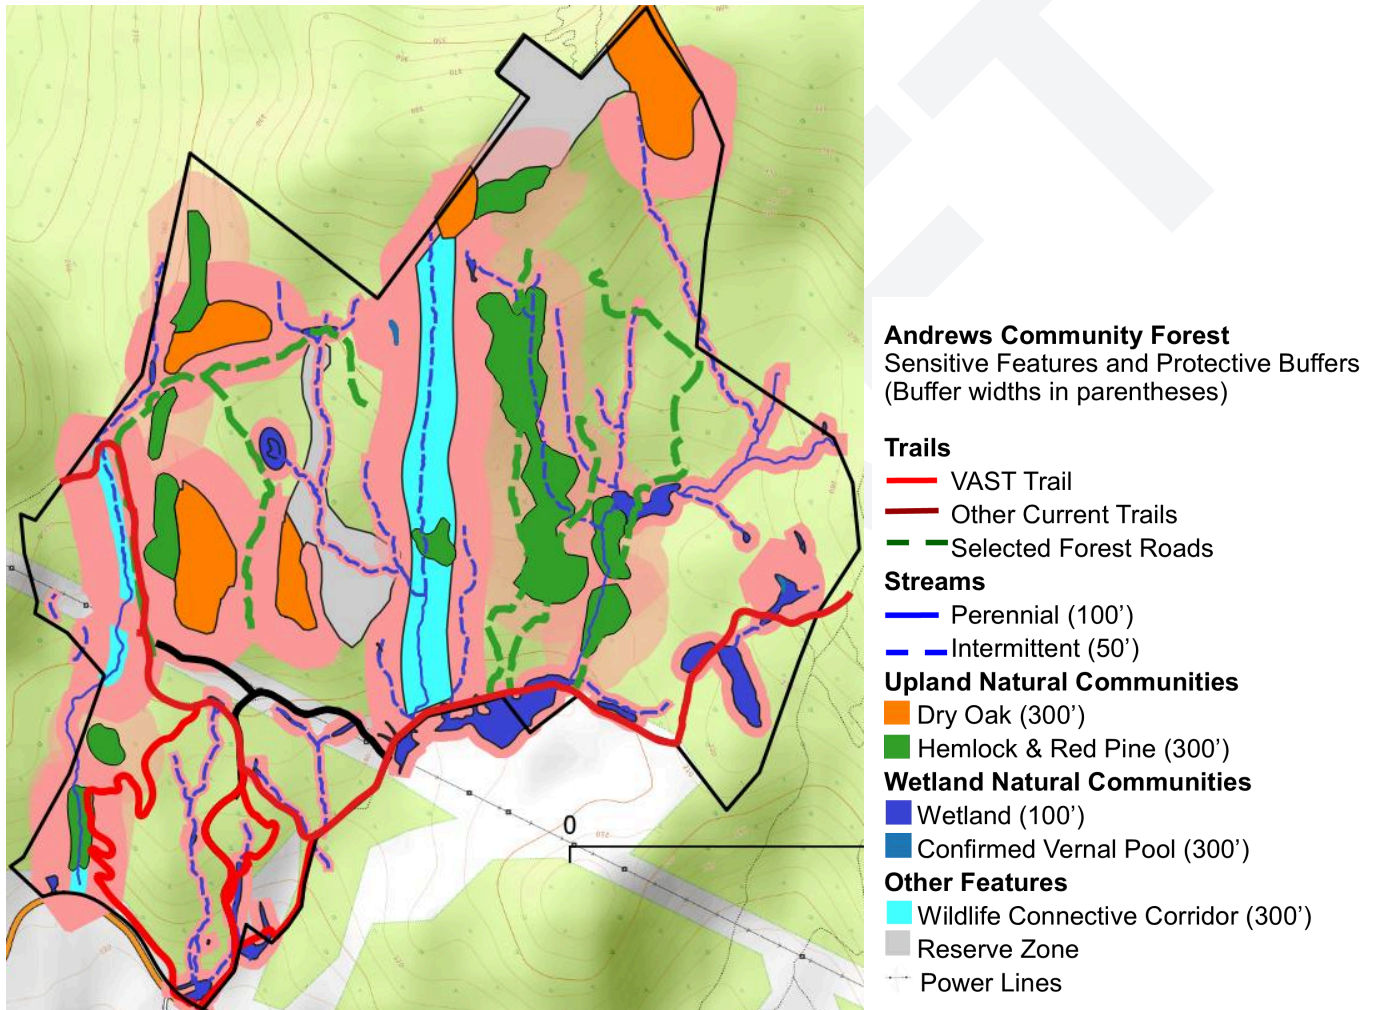 Andrews Community Forest
Sensitive Features and Protective Buffers
(Buffer widths in parentheses)
Trails
VAST Trail
Other Current Trails
Selected Forest Roads
Streams
Perennial (100’)
Intermittent (50’)
Upland Natural Communities
Dry Oak (300’)
Hemlock & Red Pine (300’)
Wetland Natural Communities
Wetland (100’)
Confirmed Vernal Pool (300’)
Other Features
Wildlife Connective Corridor (300’)
Reserve Zone
Power Lines
0